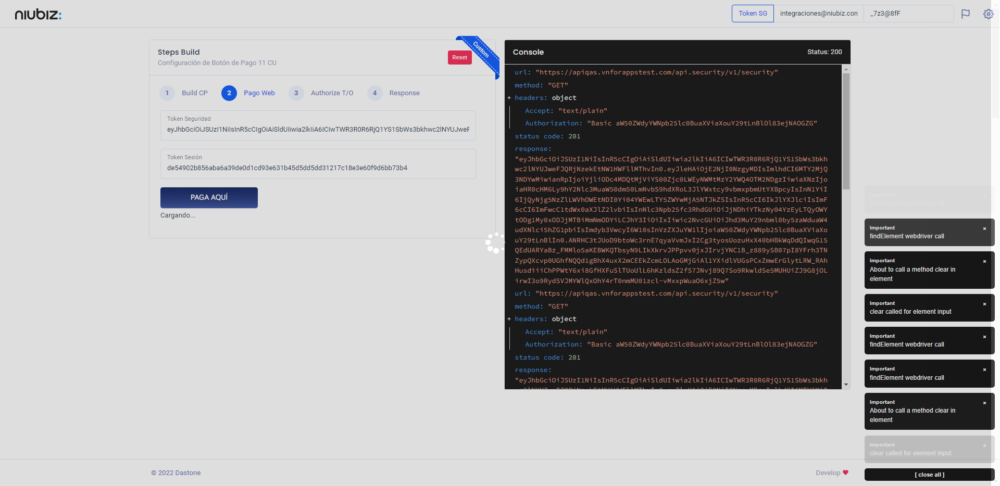 niubiz:
Token SG
integraciones@niubiz.con
_7z3@8fF
Steps Build
Configuración de Botón de Pago 11 CU
Reset
Custom
1 Build CP
2 Pago Web
3 Authorize T/O
4 Response
Token Seguridad
eyJhbGciOiJSUzI1NiIsInR5cCIgOiAiSldUIiwia2lkIiA6ICIwTWR3R0R6RjQ1YS1SbWs3bkhwc2lNYUJweF
Token Sesión
de54902b856aba6a39de0d1cd93e631b45d5dd5dd31217c18e3e60f9d6bb73b4
PAGA AQUÍ
Cargando...
Console
Status: 200
url: "https://apiqas.vnforappstest.com/api.security/v1/security"
method: "GET"
+ headers: object
Accept: "text/plain"
Authorization: "Basic aW50ZWdyYWNpb25lc0BuaXViaXouY29tLnBlOl83ejNAOGZG"
status code: 201
response:
"eyJhbGciOiJSUzI1NiIsInR5cCIgOiAiSldUIiwia2lkIiA6ICIwTWR3R0R6RjQ1YS1SbWs3bkh
wc2lNYUJweFJQRjNzekEtNW1HWFllMThvIn0.eyJleHAiOjE2NjI0NzgyMDIsImlhdCI6MTY2MjQ
3NDYwMiwianRpIjoiYjliODc4MDQtMjViYS00Zjc0LWEyNWMtMzY2YWQ4OTM2NDgzIiwiaXNzIjo
iaHR0cHM6Ly9hY2Nlc3MuaW50dm50LmNvbS9hdXRoL3JlYWxtcy9vbmxpbmUtYXBpcyIsInN1YiI
6IjQyNjg5NzZlLWVhOWEtNDI0Yi04YWEwLTY5ZWYwMjA5NTJkZSIsInR5cCI6IkJlYXJlciIsImF
6cCI6ImFwcC1tdWx0aXJlZ2lvbiIsInNlc3Npb25fc3RhdGUiOiJjNDhiYTkzNy04YzEyLTQyOWY
tODg1My0xODJjMTBiMmNmODYiLCJhY3IiOiIxIiwic2NvcGUiOiJhd3MuY29nbml0by5zaWduaW4
udXNlci5hZG1pbiIsImdyb3VwcyI6W10sInVzZXJuYW1lIjoiaW50ZWdyYWNpb25lc0BuaXViaXo
uY29tLnBlIn0.ANRHC3tJUoD9btoWc3rnE7qyaVvmJxI2Cg3tyosUozuHxX40bHBkWqDdQIwqG15
QEdUARYaBz_FMMlo5aKEBWKQTbsyN9LIkXkrvJPPpvv0jxJIrvjYNC1B_z889ySB07pI8YFrh3TN
ZypQXcvp0UGhfNQQd1gBhX4uxX2mCEEkZcmLOLAoGMjGiAl1YXidlVUGsPCxZmwErGlytLRW_RAh
HusdiiiChPPWtY6xi8GfHXFuSlTUoUlL6hKzldsZ2fS7JNvj89Q7So9RkwldSe5MUHUiZJ9G8jOL
irwI3o9RydSVJMYWlQxOhY4rT0nmMU01zcl-vMxxpWuaO6xjZ5w"
url: "https://apiqas.vnforappstest.com/api.security/v1/security"
method: "GET"
+ headers: object
Accept: "text/plain"
Authorization: "Basic aW50ZWdyYWNpb25lc0BuaXViaXouY29tLnBlOl83ejNAOGZG"
status code: 201
response:
"eyJhbGciOiJSUzI1NiIsInR5cCIgOiAiSldUIiwia2lkIiA6ICIwTWR3R0R6RjQ1YS1SbWs3bkh
Important
findElement webdriver call
Important
findElement webdriver call
Important
About to call a method clear in
element
Important
clear called for element input
Important
findElement webdriver call
Important
findElement webdriver call
Important
About to call a method clear in
element
Important
clear called for element input
[ close all ]
© 2022 Dastone
Develop